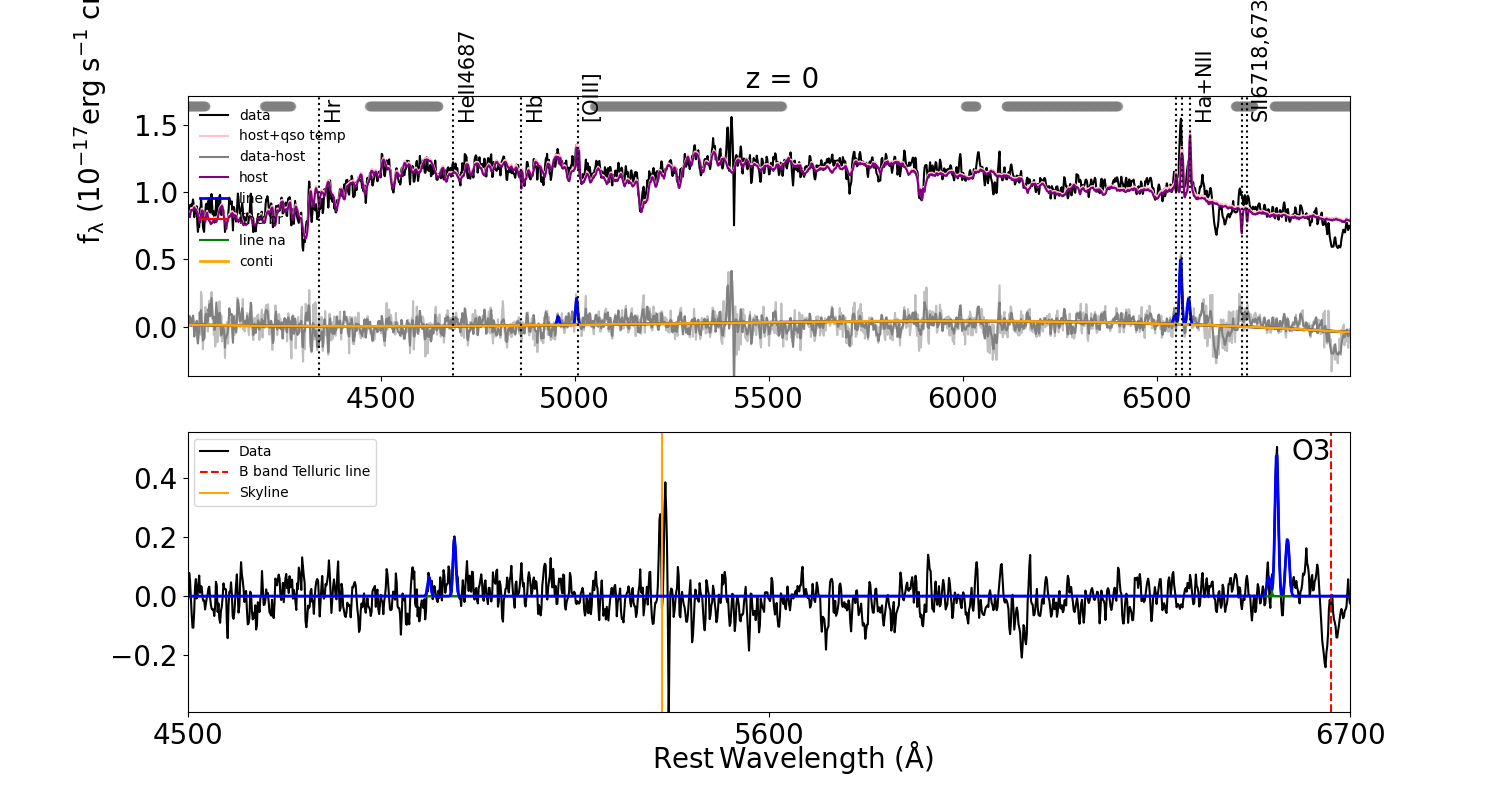 f_λ (10^−17 erg s^−1 c
z = 0
Hr
HeII4687
Hb
[OIII]
Ha+NII
SII6718,673
data
host+qso temp
data-host
host
line
line na
conti
1.5
1.0
0.5
0.0
4500 5000 5500 6000 6500
Data
B band Telluric line
Skyline
O3
0.4
0.2
0.0
−0.2
4500 5600 6700
Rest Wavelength (Å)